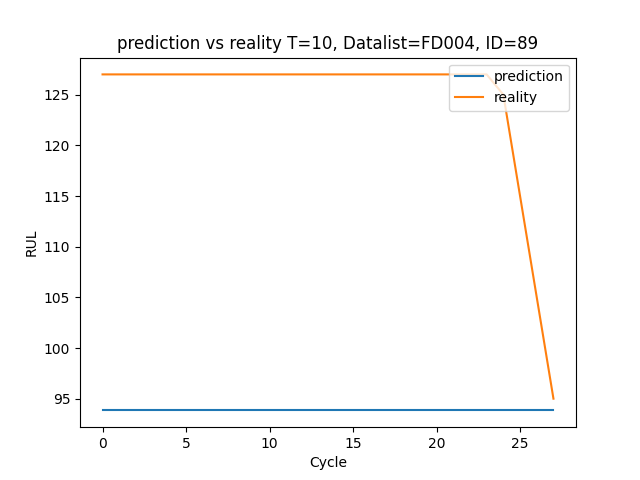 prediction vs reality T=10, Datalist=FD004, ID=89
prediction
reality
125
120
115
110
105
100
95
RUL
0 5 10 15 20 25
Cycle